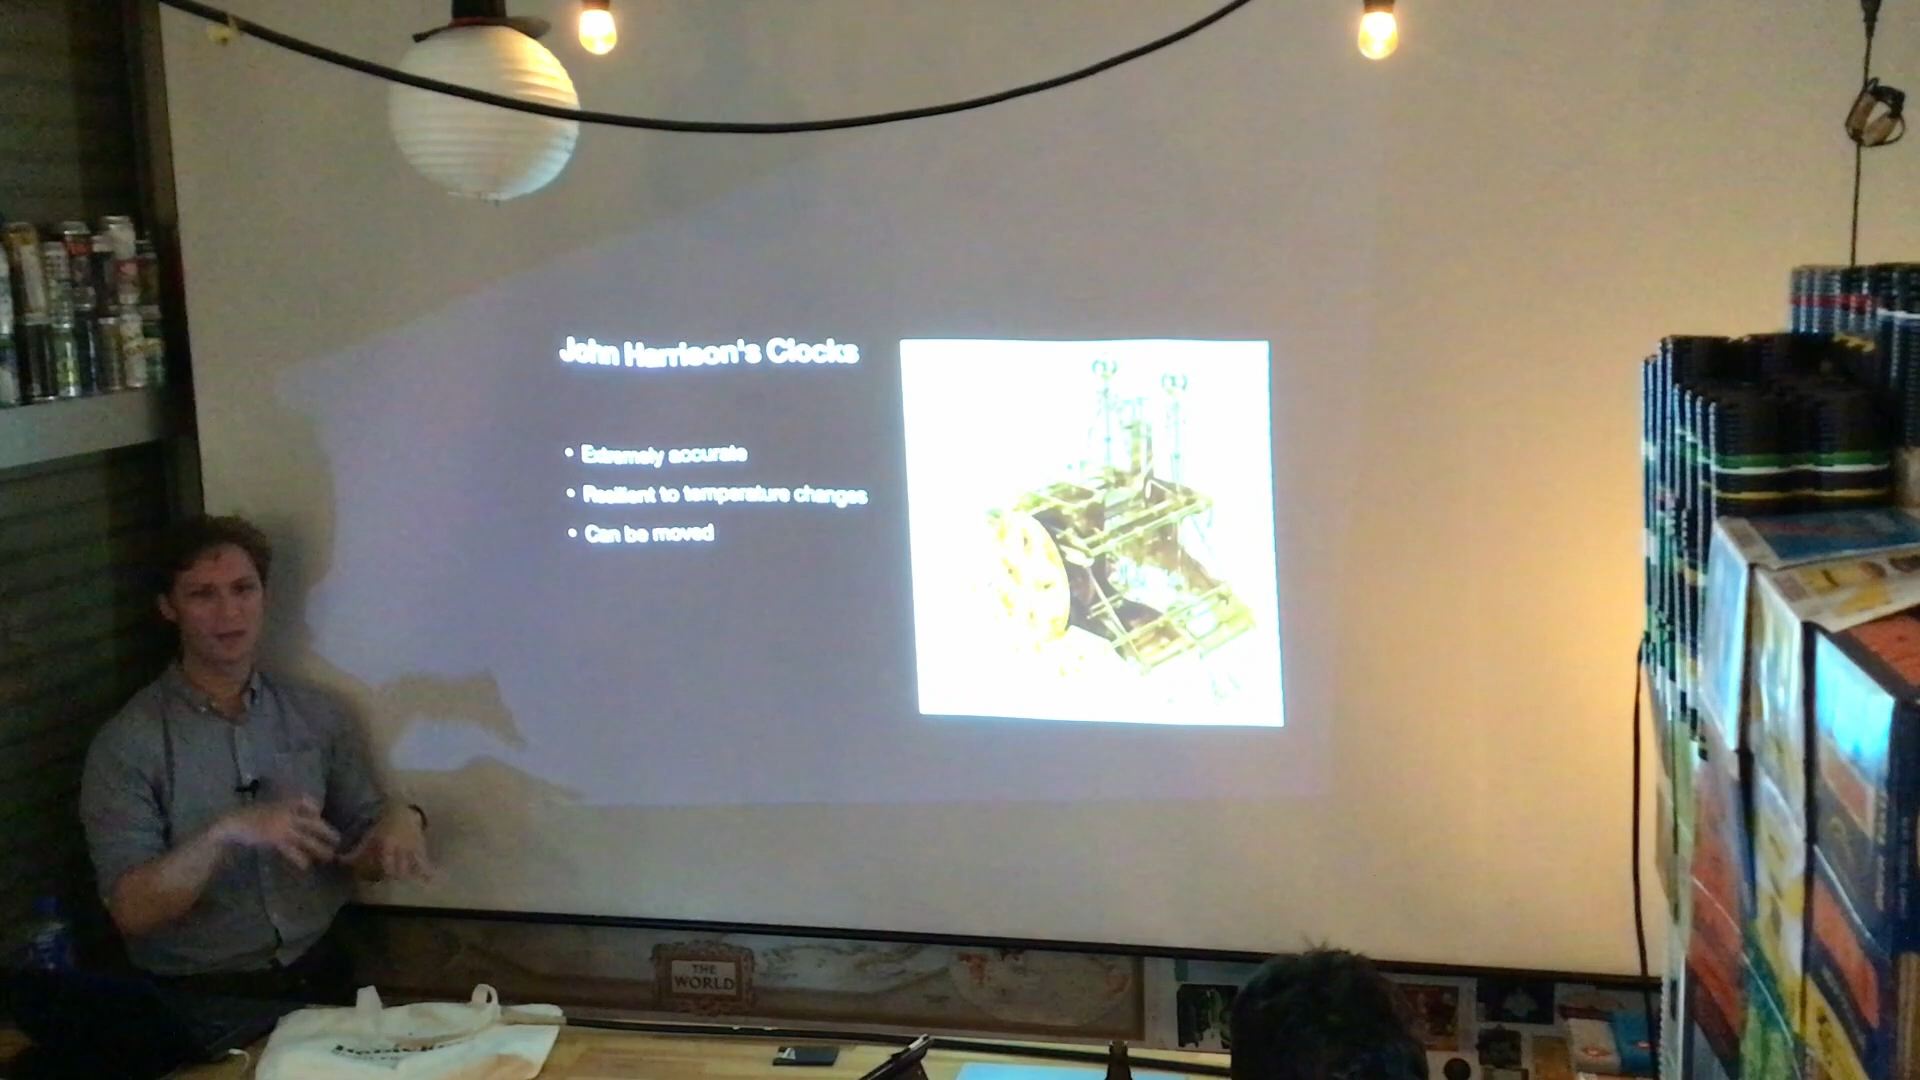 John Harrison's Clocks
• Extremely accurate
• Resilient to temperature changes
• Can be moved
THE
WORLD